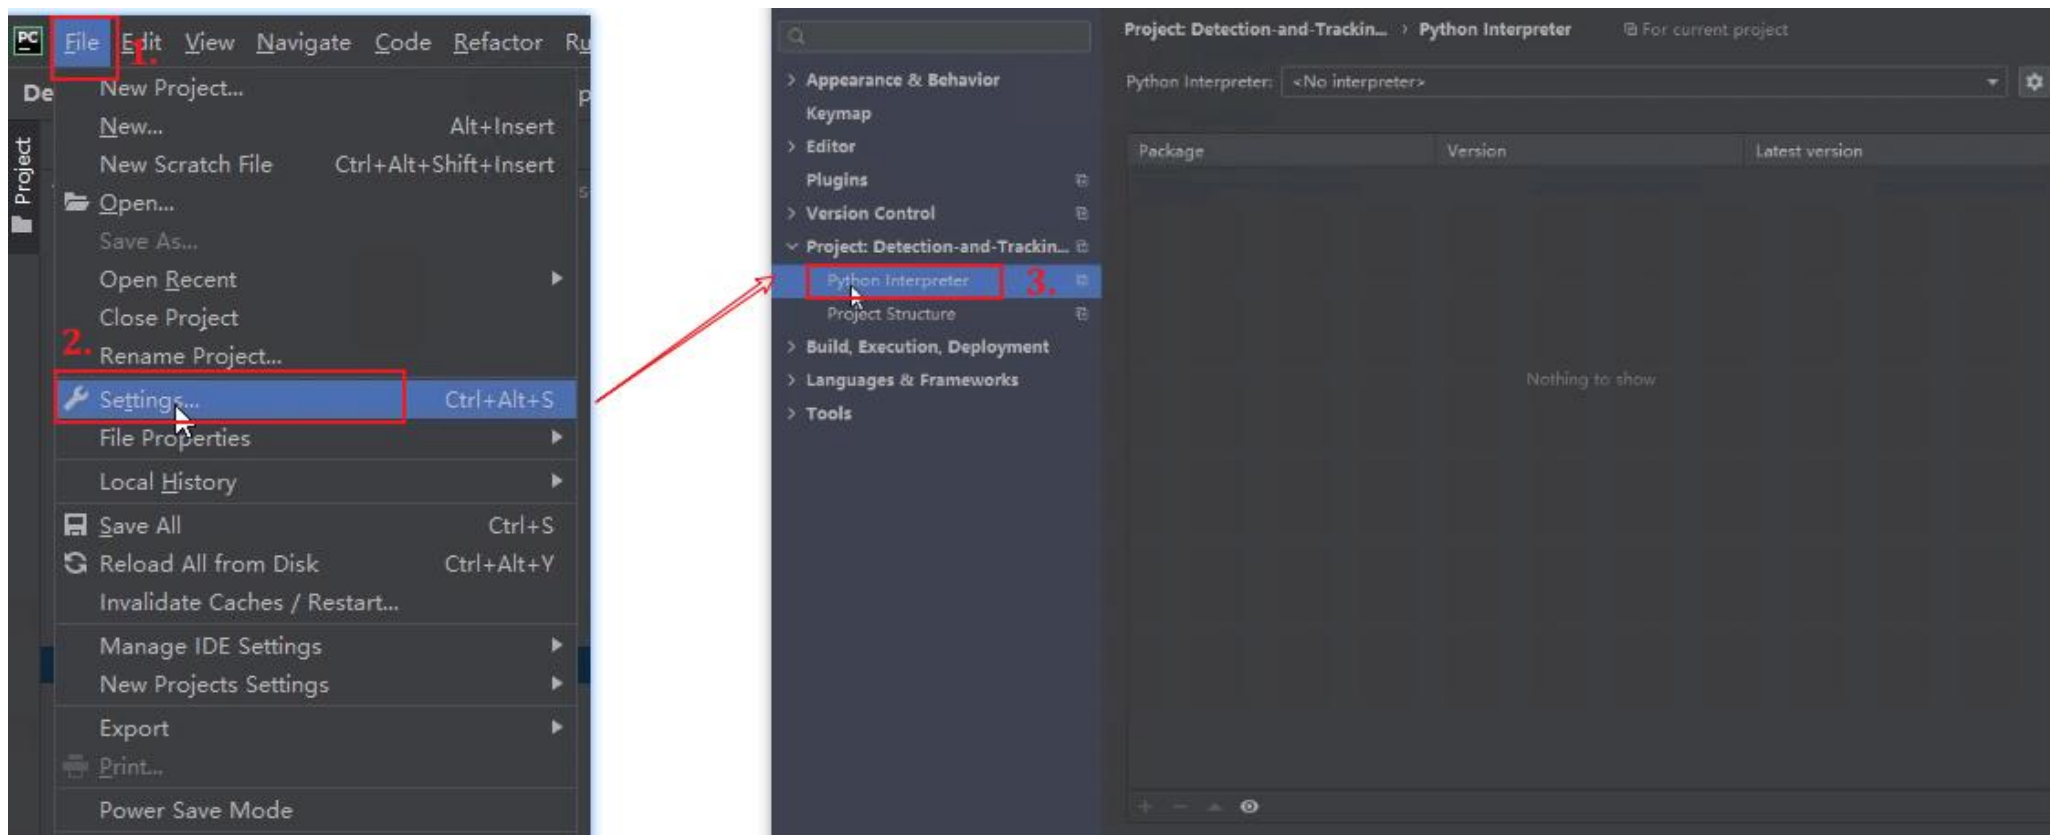 PC File Edit View Navigate Code Refactor Ru
1.
De
Project
New Project...
New... Alt+Insert
New Scratch File Ctrl+Alt+Shift+Insert
Open...
Save As...
Open Recent
Close Project
2.
Rename Project...
Settings... Ctrl+Alt+S
File Properties
Local History
Save All Ctrl+S
Reload All from Disk Ctrl+Alt+Y
Invalidate Caches / Restart...
Manage IDE Settings
New Projects Settings
Export
Print...
Power Save Mode
Appearance & Behavior
Keymap
Editor
Plugins
Version Control
Project: Detection-and-Trackin...
Python Interpreter 3.
Project Structure
Build, Execution, Deployment
Languages & Frameworks
Tools
Project: Detection-and-Trackin... › Python Interpreter For current project
Python Interpreter: <No interpreter>
Package Version Latest version
Nothing to show